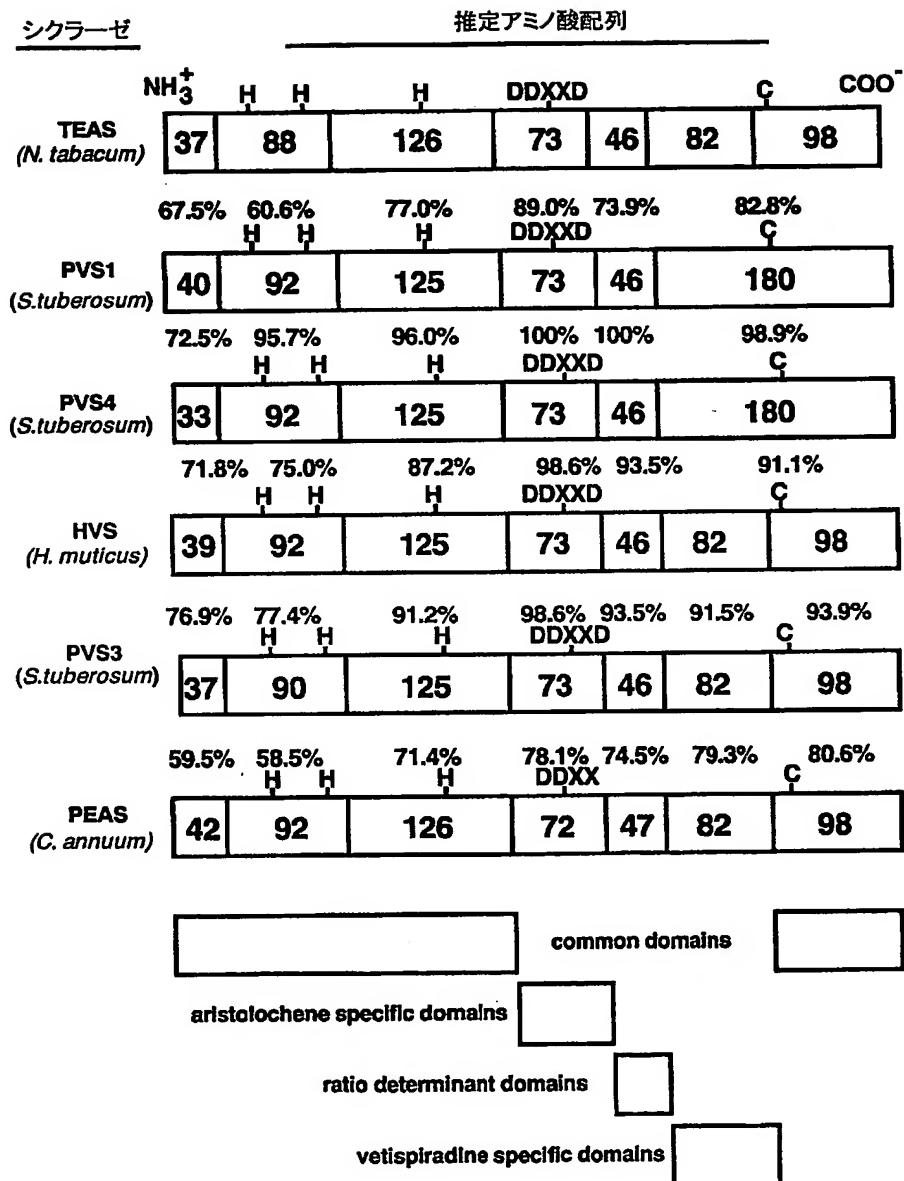 シクラーゼ 推定アミノ酸配列
NH3+ H H H DDXXD C COO-
TEAS 37 88 126 73 46 82 98
(N. tabacum)
67.5% 60.6% 77.0% 89.0% 73.9% 82.8%
H H H DDXXD C
PVS1 40 92 125 73 46 180
(S.tuberosum)
72.5% 95.7% 96.0% 100% 100% 98.9%
H H H DDXXD C
PVS4 33 92 125 73 46 180
(S.tuberosum)
71.8% 75.0% 87.2% 98.6% 93.5% 91.1%
H H H DDXXD C
HVS 39 92 125 73 46 82 98
(H. muticus)
76.9% 77.4% 91.2% 98.6% 93.5% 91.5% 93.9%
H H H DDXXD C
PVS3 37 90 125 73 46 82 98
(S.tuberosum)
59.5% 58.5% 71.4% 78.1% 74.5% 79.3% 80.6%
H H H DDXX C
PEAS 42 92 126 72 47 82 98
(C. annuum)
common domains
aristolochene specific domains
ratio determinant domains
vetispiradine specific domains